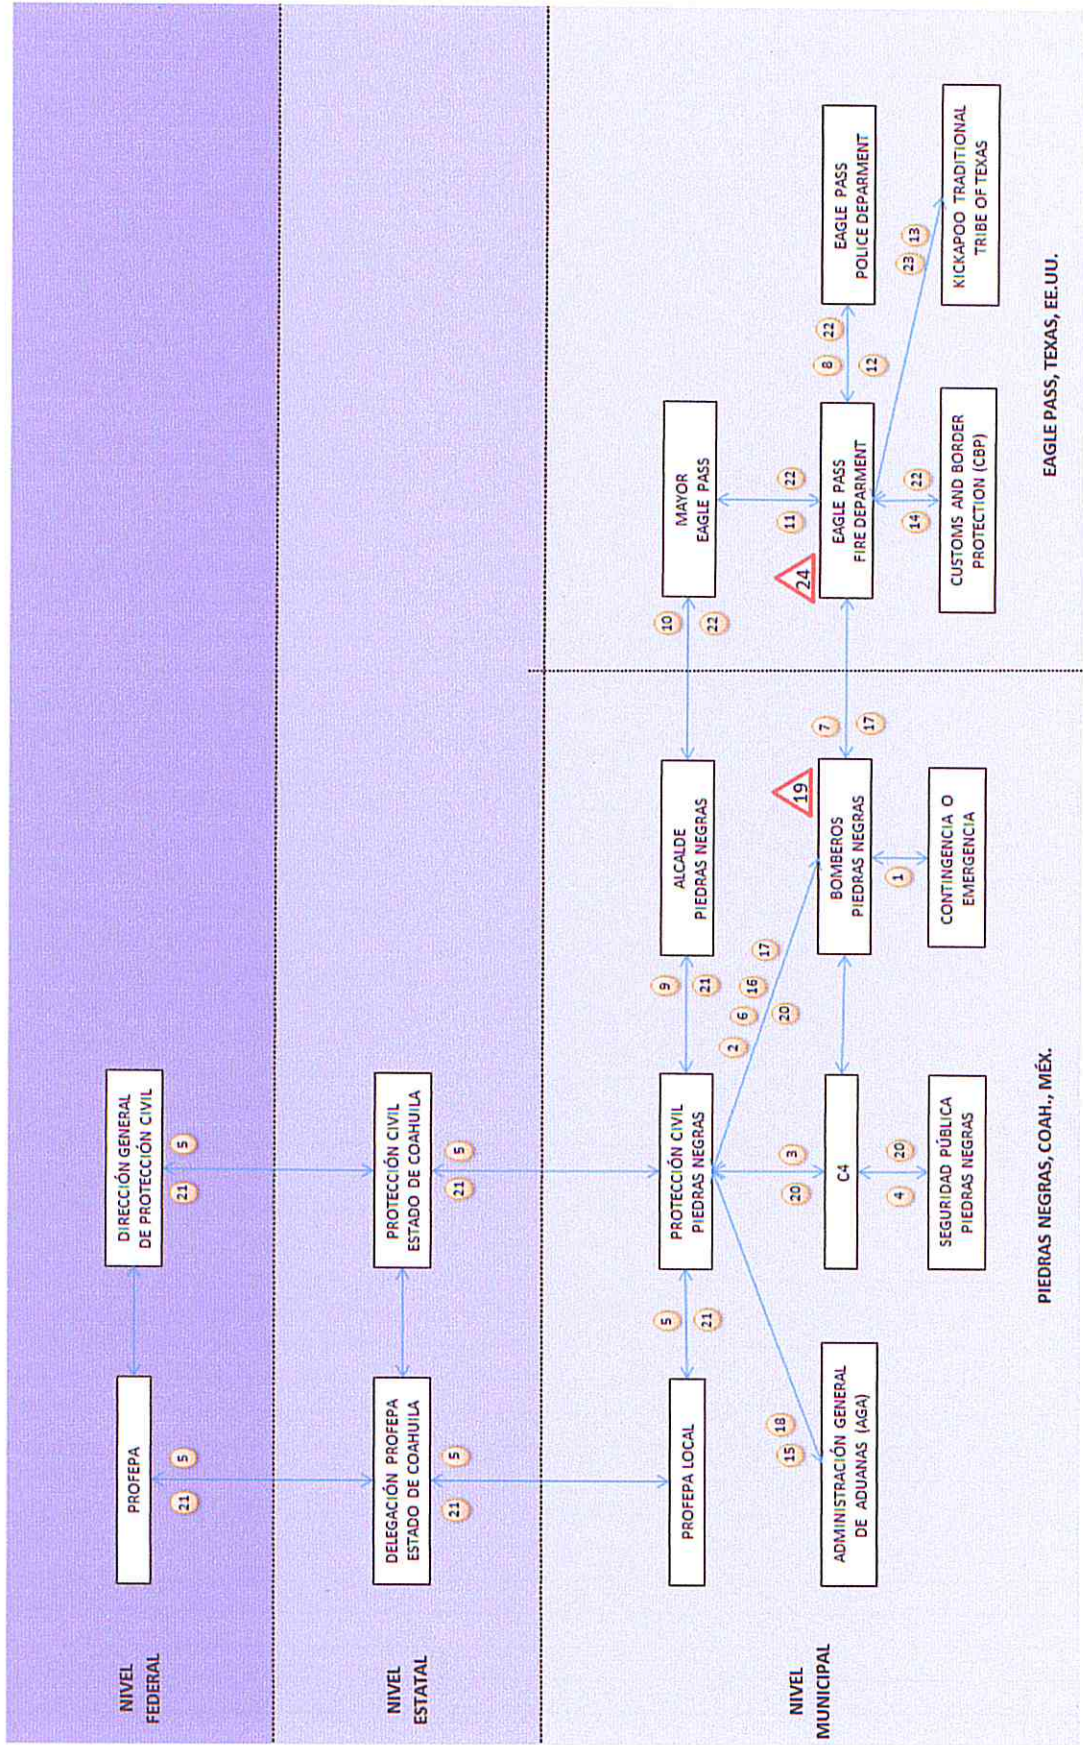 NIVEL
FEDERAL
PROFEPA
21
5
DIRECCIÓN GENERAL
DE PROTECCIÓN CIVIL
21
5
NIVEL
ESTATAL
DELEGACIÓN PROFEPA
ESTADO DE COAHUILA
21
5
PROTECCIÓN CIVIL
ESTADO DE COAHUILA
21
5
NIVEL
MUNICIPAL
PROFEPA LOCAL
5
21
PROTECCIÓN CIVIL
PIEDRAS NEGRAS
9
21
ALCALDE
PIEDRAS NEGRAS
10
22
MAYOR
EAGLE PASS
15
18
20
3
2
6
16
17
20
11
22
ADMINISTRACIÓN GENERAL
DE ADUANAS (AGA)
C4
19
BOMBEROS
PIEDRAS NEGRAS
7
17
24
EAGLE PASS
FIRE DEPARMENT
8
22
12
EAGLE PASS
POLICE DEPARMENT
4
20
1
14
22
23
13
SEGURIDAD PÚBLICA
PIEDRAS NEGRAS
CONTINGENCIA O
EMERGENCIA
CUSTOMS AND BORDER
PROTECTION (CBP)
KICKAPOO TRADITIONAL
TRIBE OF TEXAS
PIEDRAS NEGRAS, COAH., MÉX.
EAGLE PASS, TEXAS, EE.UU.